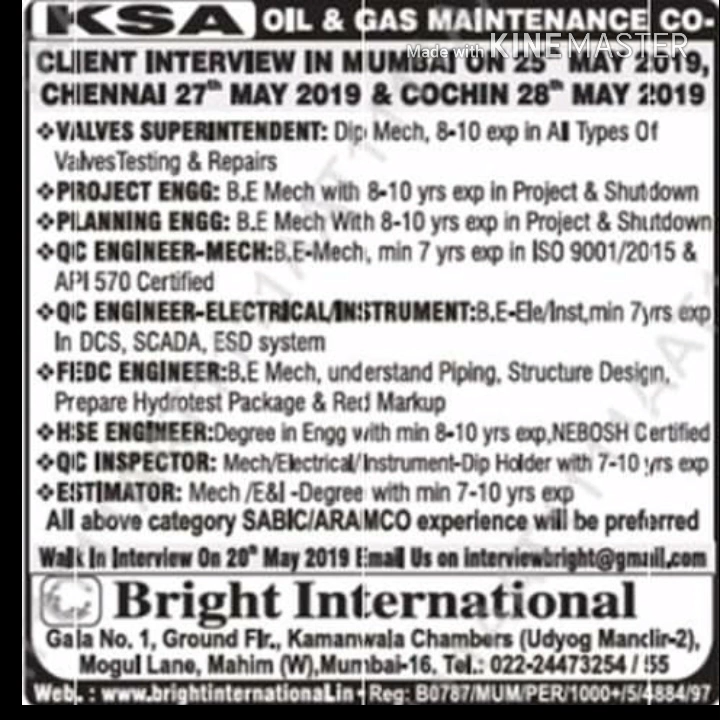 KSA OIL & GAS MAINTENANCE CO-
Made with KINEMASTER
CLIENT INTERVIEW IN MUMBAI ON 25th MAY 2019,
CHENNAI 27th MAY 2019 & COCHIN 28th MAY 2019
❖VALVES SUPERINTENDENT: Dip Mech, 8-10 exp in All Types Of
Valves Testing & Repairs
❖PROJECT ENGG: B.E Mech with 8-10 yrs exp in Project & Shutdown
❖PLANNING ENGG: B.E Mech With 8-10 yrs exp in Project & Shutdown
❖QC ENGINEER-MECH:B.E-Mech, min 7 yrs exp in ISO 9001/2015 &
API 570 Certified
❖QC ENGINEER-ELECTRICAL/INSTRUMENT:B.E-Ele/Inst,min 7yrs exp
In DCS, SCADA, ESD system
❖FEDC ENGINEER:B.E Mech, understand Piping, Structure Design,
Prepare Hydrotest Package & Red Markup
❖HSE ENGINEER:Degree in Engg with min 8-10 yrs exp,NEBOSH Certified
❖QC INSPECTOR: Mech/Electrical/Instrument-Dip Holder with 7-10 yrs exp
❖ESTIMATOR: Mech /E&I -Degree with min 7-10 yrs exp
All above category SABIC/ARAMCO experience will be preferred
Walk In Interview On 20th May 2019 Email Us on interviewbright@gmail.com
Bright International
Gala No. 1, Ground Flr., Kamanwala Chambers (Udyog Mandir-2),
Mogul Lane, Mahim (W),Mumbai-16. Tel.: 022-24473254 / 55
Web.: www.brightinternational.in • Reg: B0787/MUM/PER/1000+/5/4884/97